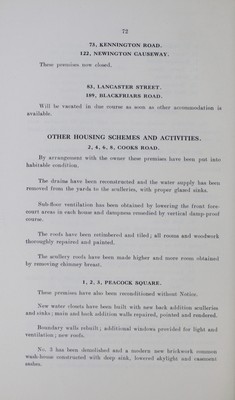 72
73, KENNINGTON ROAD.
122, NEWINGTON CAUSEWAY.
These premises now closed.
83, LANCASTER STREET.
189, BLACKFRIARS ROAD.
Will be vacated in due course as soon as other accommodation is
available.
OTHER HOUSING SCHEMES AND ACTIVITIES.
2, 4, 6, 8, COOKS ROAD.
By arrangement with the owner these premises have been put into
habitable condition.
The drains have been reconstructed and the water supply has been
removed from the yards to the sculleries, with proper glazed sinks.
Sub-floor ventilation has been obtained by lowering the front fore-
court areas in each house and dampness remedied by vertical damp-proof
course.
The roofs have been retimbered and tiled; all rooms and woodwork
thoroughly repaired and painted.
The scullery roofs have been made higher and more room obtained
by removing chimney breast.
1, 2, 3, PEACOCK SQUARE.
These premises have also been reconditioned without Notice.
New water closets have been built with new back addition sculleries
and sinks; main and back addition walls repaired, pointed and rendered.
Boundary walls rebuilt; additional windows provided for light and
ventilation; new roofs.
No. 3 has been demolished and a modern new brickwork common
wash-house constructed with deep sink, lowered skylight and casement
sashes.